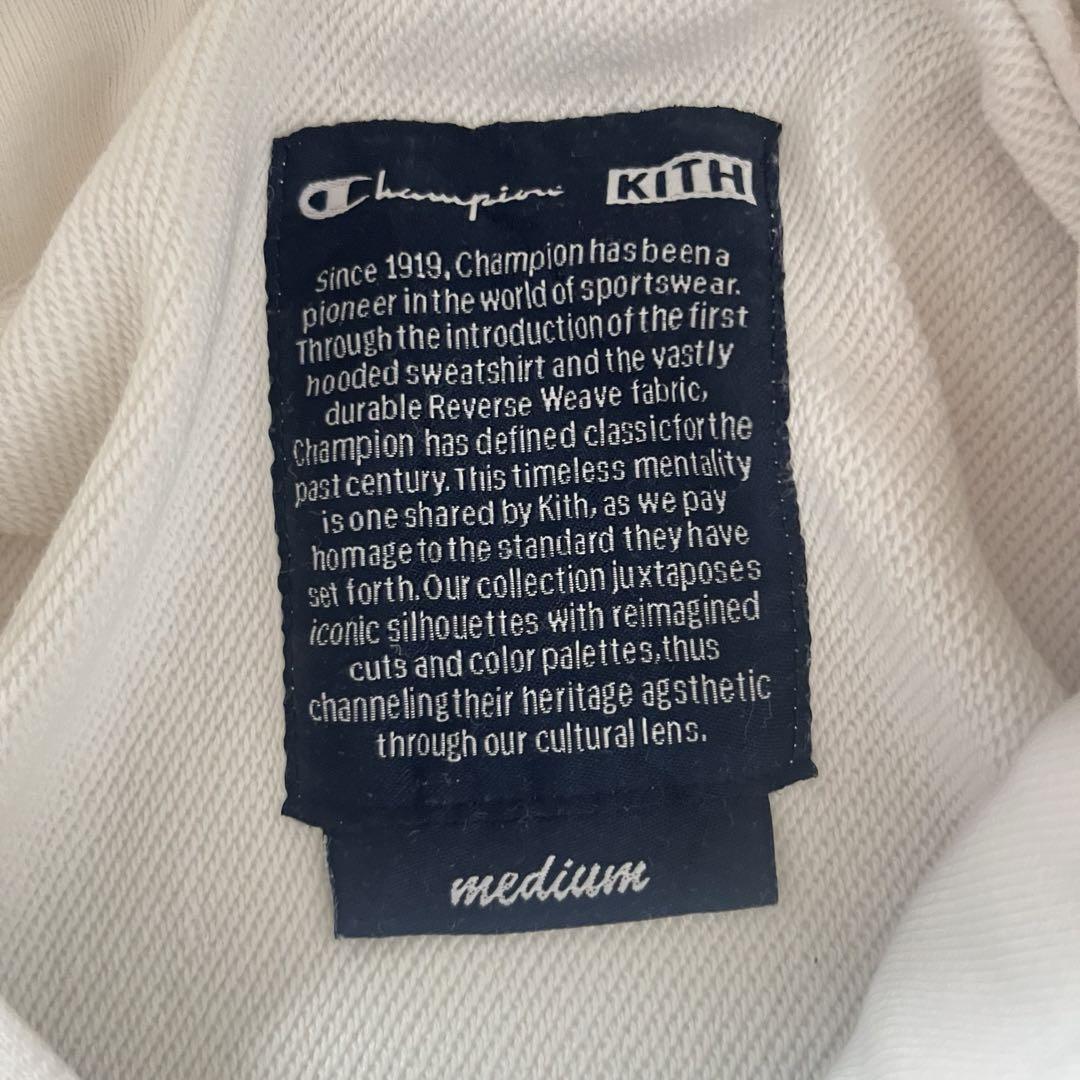 Champion KITH
Since 1919, Champion has been a
pioneer in the world of sportswear.
Through the introduction of the first
hooded sweatshirt and the vastly
durable Reverse Weave fabric,
Champion has defined classic for the
past century. This timeless mentality
is one shared by Kith, as we pay
homage to the standard they have
set forth. Our collection juxtaposes
iconic silhouettes with reimagined
cuts and color palettes, thus
channeling their heritage agsthetic
through our cultural lens.
medium